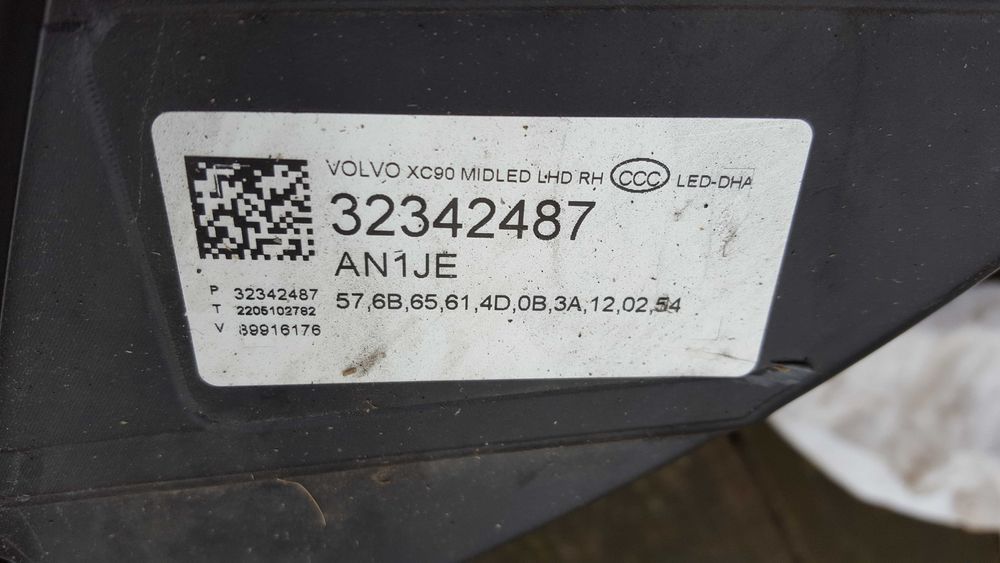 VOLVO XC90 MIDLED LHD RH CCC LED-DHA
32342487
AN1JE
57,6B,65,61,4D,0B,3A,12,02,54
P 32342487
T 2205102782
V 89916176